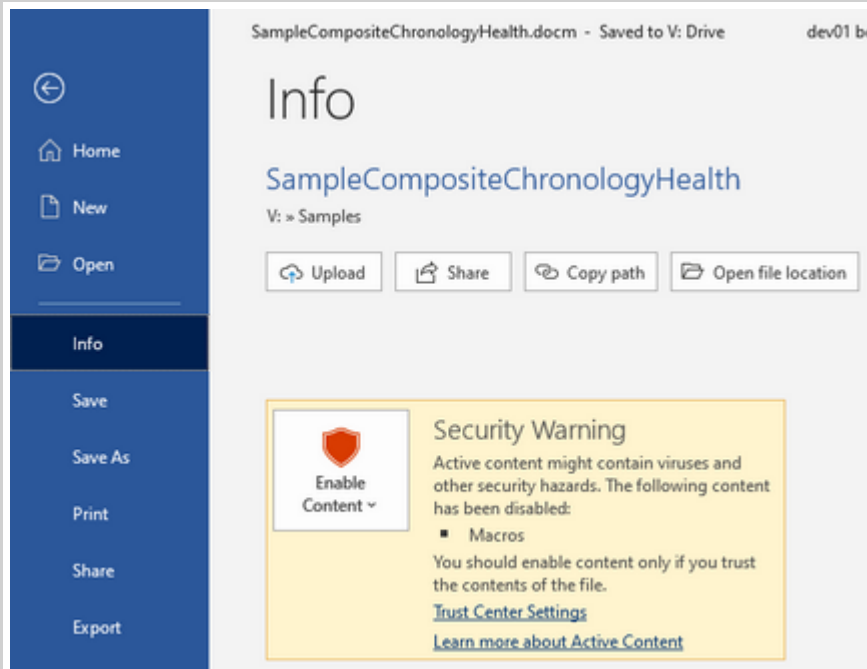 SampleCompositeChronologyHealth.docm - Saved to V: Drive
dev01
Info
Home
New
Open
Info
Save
Save As
Print
Share
Export
SampleCompositeChronologyHealth
V: » Samples
Upload
Share
Copy path
Open file location
Enable
Content
Security Warning
Active content might contain viruses and
other security hazards. The following content
has been disabled:
▪ Macros
You should enable content only if you trust
the contents of the file.
Trust Center Settings
Learn more about Active Content